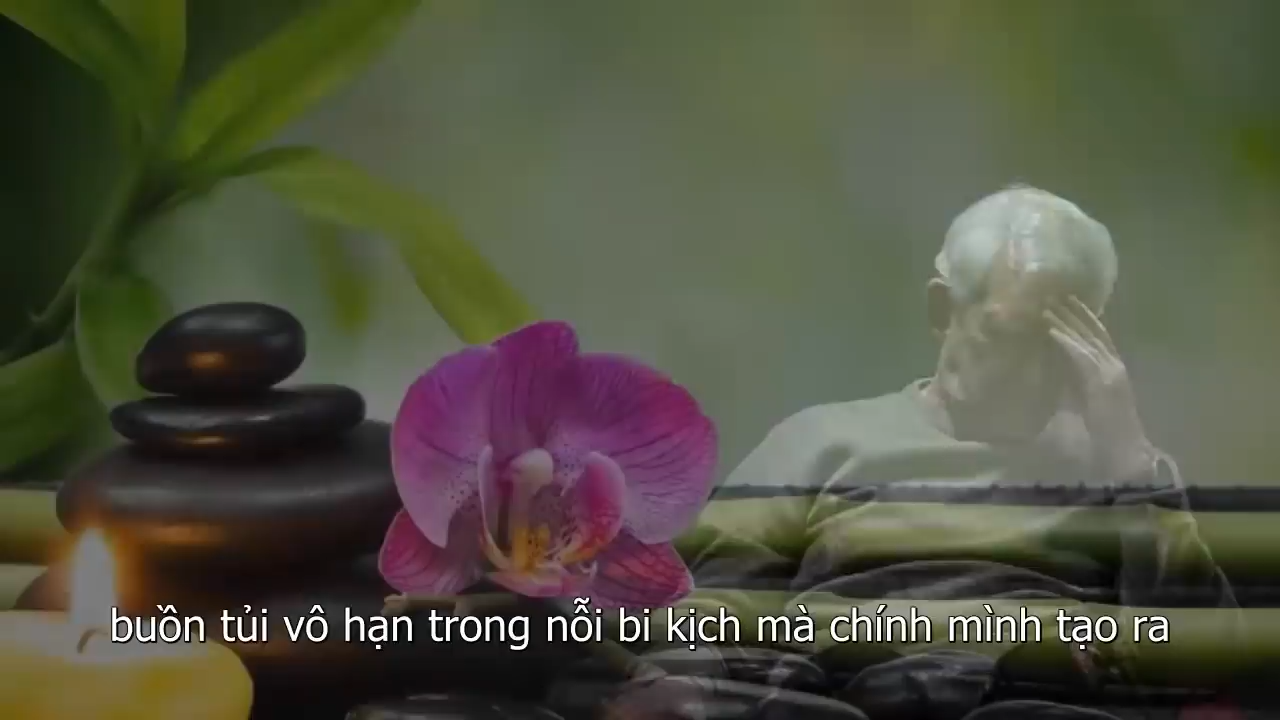 buồn tủi vô hạn trong nỗi bi kịch mà chính mình tạo ra